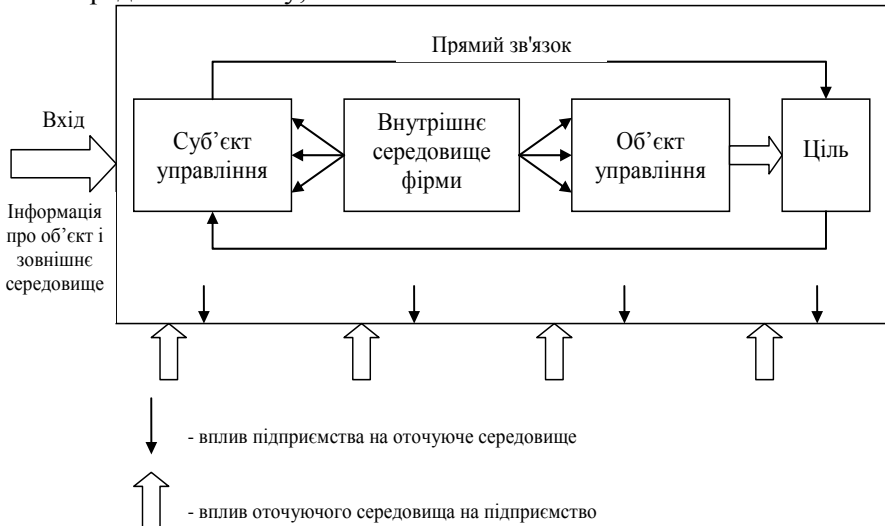 Прямий зв'язок
Вхід
Суб’єкт
управління
Внутрішнє
середовище
фірми
Об’єкт
управління
Ціль
Інформація
про об’єкт і
зовнішнє
середовище
- вплив підприємства на оточуюче середовище
- вплив оточуючого середовища на підприємство